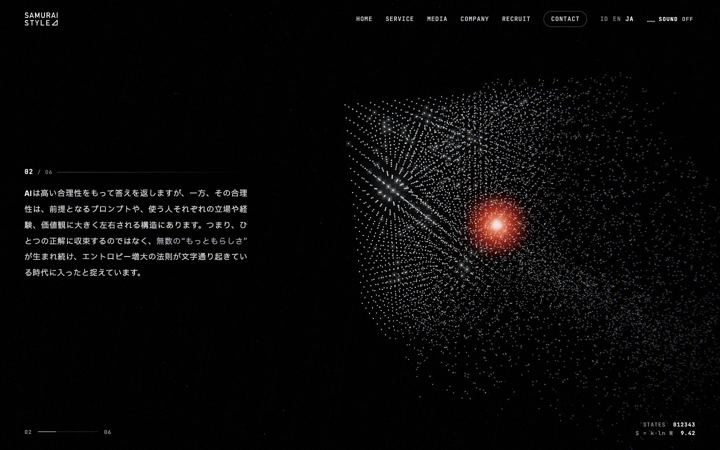 SAMURAI
STYLE
HOME SERVICE MEDIA COMPANY RECRUIT CONTACT ID EN JA SOUND OFF
02 / 06
AIは高い合理性をもって答えを返しますが、一方、その合理
性は、前提となるプロンプトや、使う人それぞれの立場や経
験、価値観に大きく左右される構造にあります。つまり、ひ
とつの正解に収束するのではなく、無数の“もっともらしさ”
が生まれ続け、エントロピー増大の法則が文字通り起きてい
る時代に入ったと捉えています。
02 06
STATES 012343
S = k·ln W 9.42